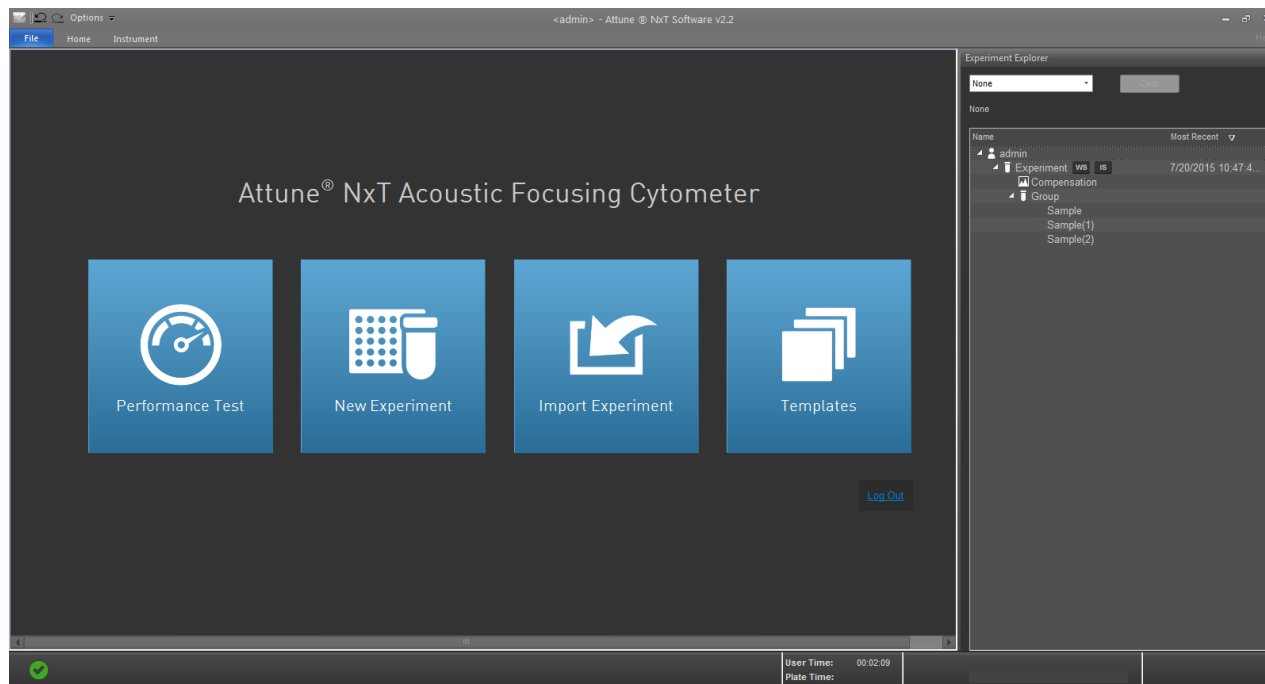 Options
<admin> - Attune ® NxT Software v2.2
File Home Instrument
Experiment Explorer
None
Clear
None
Name Most Recent
admin
Experiment WS IS 7/20/2015 10:47:4...
Compensation
Group
Sample
Sample(1)
Sample(2)
Attune® NxT Acoustic Focusing Cytometer
Performance Test
New Experiment
Import Experiment
Templates
Log Out
User Time: 00:02:09
Plate Time: